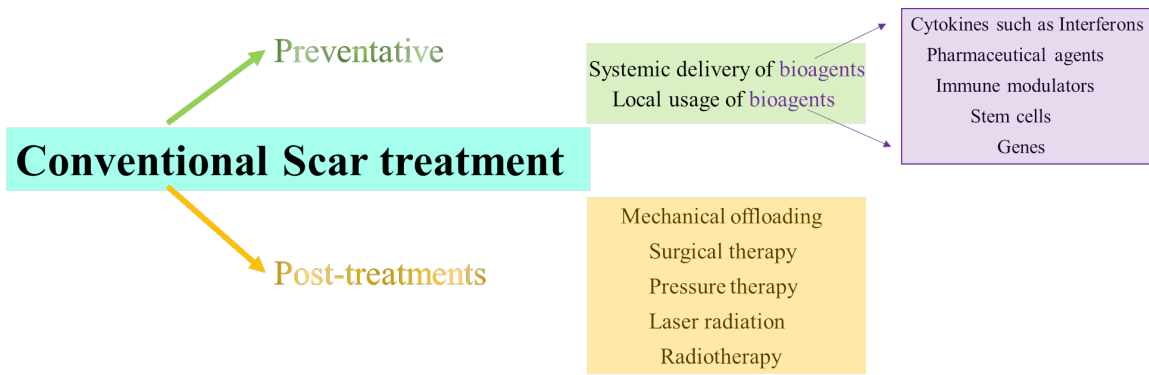 Preventative
Conventional Scar treatment
Post-treatments
Systemic delivery of bioagents
Local usage of bioagents
Cytokines such as Interferons
Pharmaceutical agents
Immune modulators
Stem cells
Genes
Mechanical offloading
Surgical therapy
Pressure therapy
Laser radiation
Radiotherapy